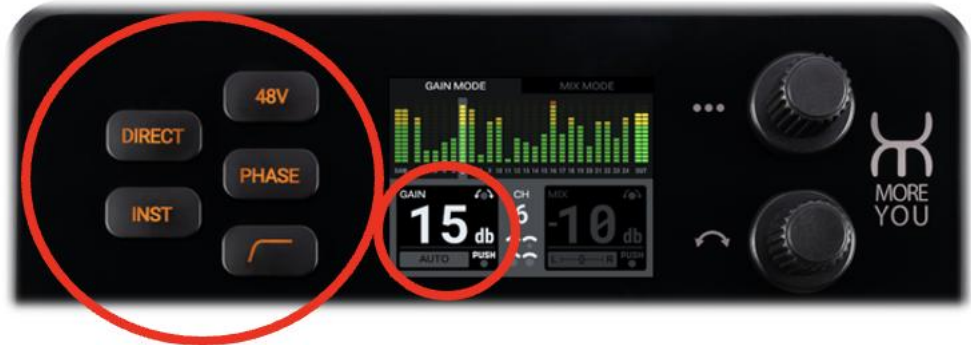 48V
DIRECT
PHASE
INST
GAIN MODE
MIX MODE
GAIN
15 db
AUTO
PUSH
CH
6
MIX
-10 db
L R
PUSH
MORE
YOU